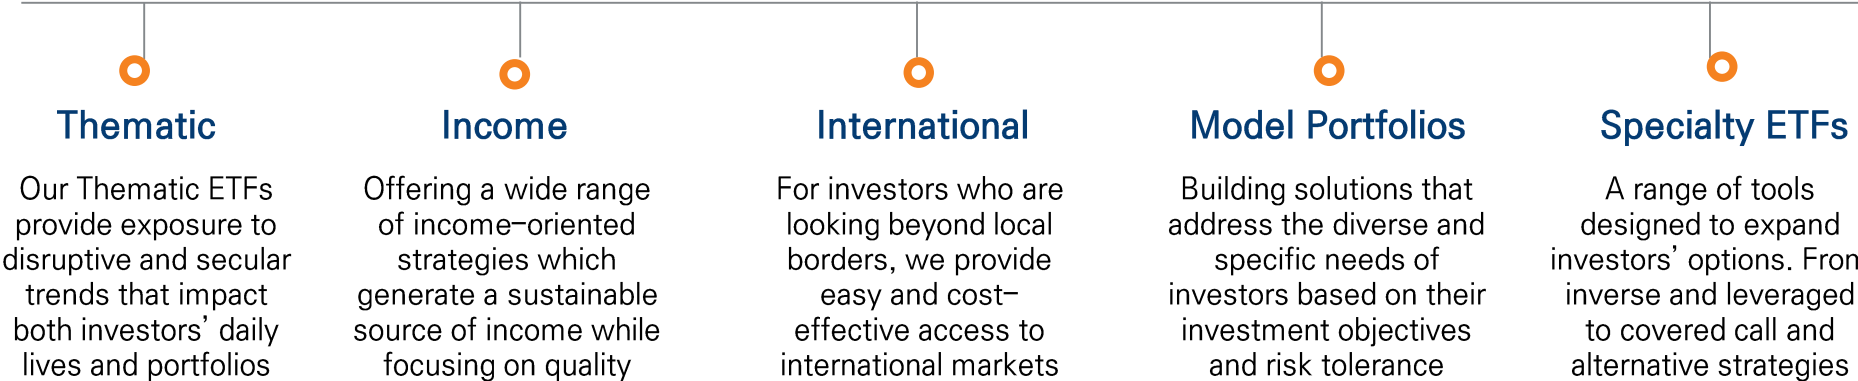 Thematic
Our Thematic ETFs
provide exposure to
disruptive and secular
trends that impact
both investors’ daily
lives and portfolios
Income
Offering a wide range
of income–oriented
strategies which
generate a sustainable
source of income while
focusing on quality
International
For investors who are
looking beyond local
borders, we provide
easy and cost–
effective access to
international markets
Model Portfolios
Building solutions that
address the diverse and
specific needs of
investors based on their
investment objectives
and risk tolerance
Specialty ETFs
A range of tools
designed to expand
investors’ options. From
inverse and leveraged
to covered call and
alternative strategies